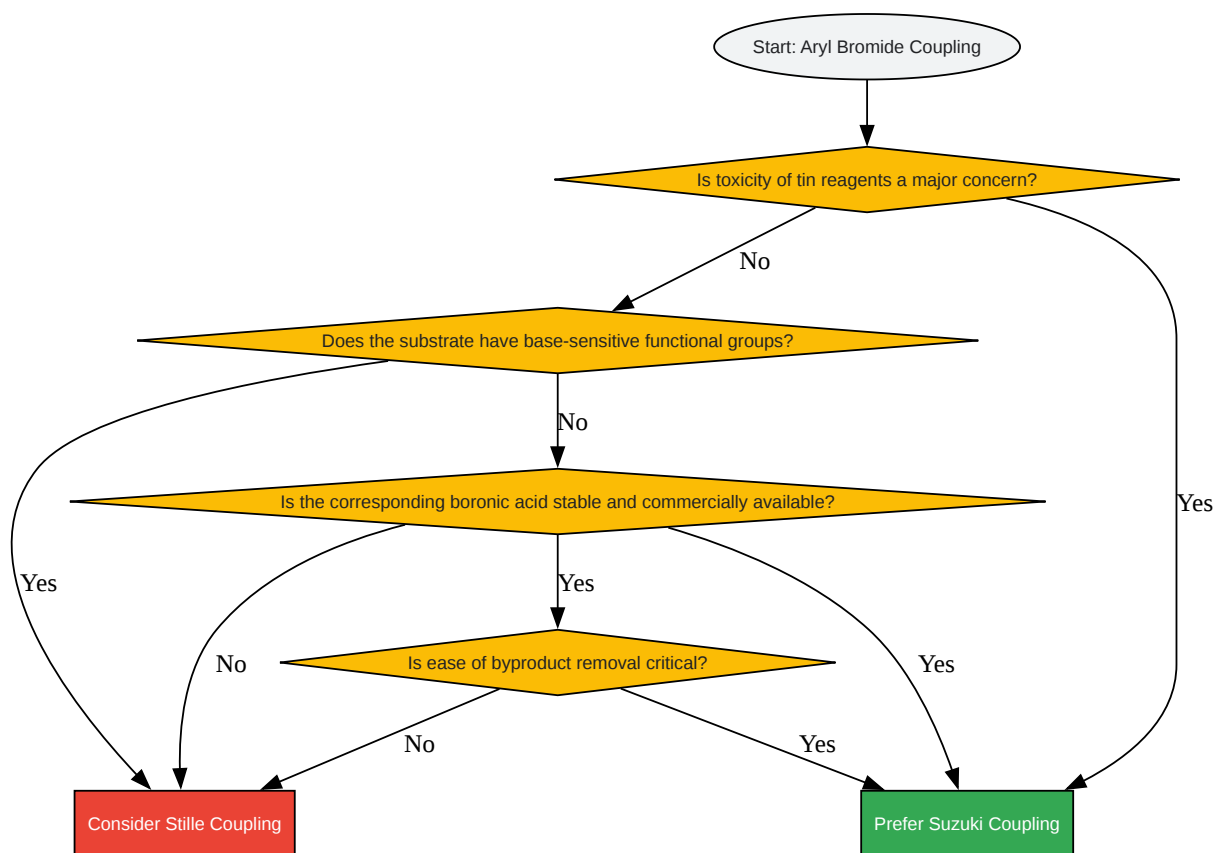 Start: Aryl Bromide Coupling
Is toxicity of tin reagents a major concern?
No
Does the substrate have base-sensitive functional groups?
No
Is the corresponding boronic acid stable and commercially available?
Yes
Yes
Yes
No
Is ease of byproduct removal critical?
Yes
No
Yes
Consider Stille Coupling
Prefer Suzuki Coupling